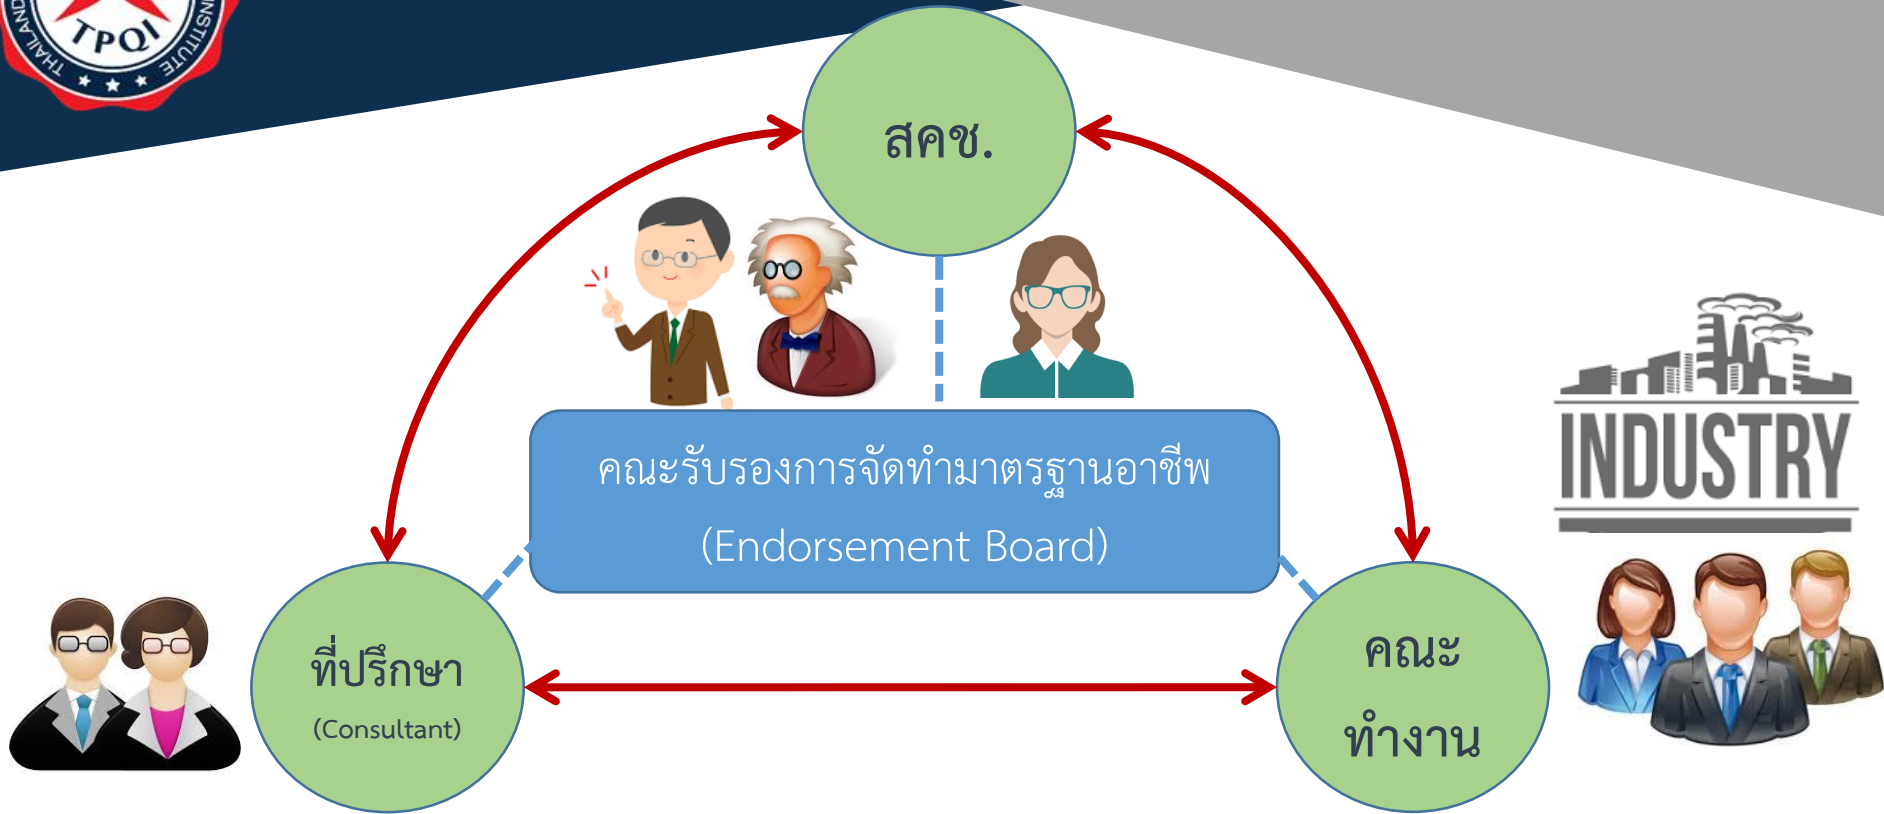 THAILAND
TPQI
INSTITUTE
สคช.
คณะรับรองการจัดทำมาตรฐานอาชีพ
(Endorsement Board)
INDUSTRY
ที่ปรึกษา
(Consultant)
คณะ
ทำงาน